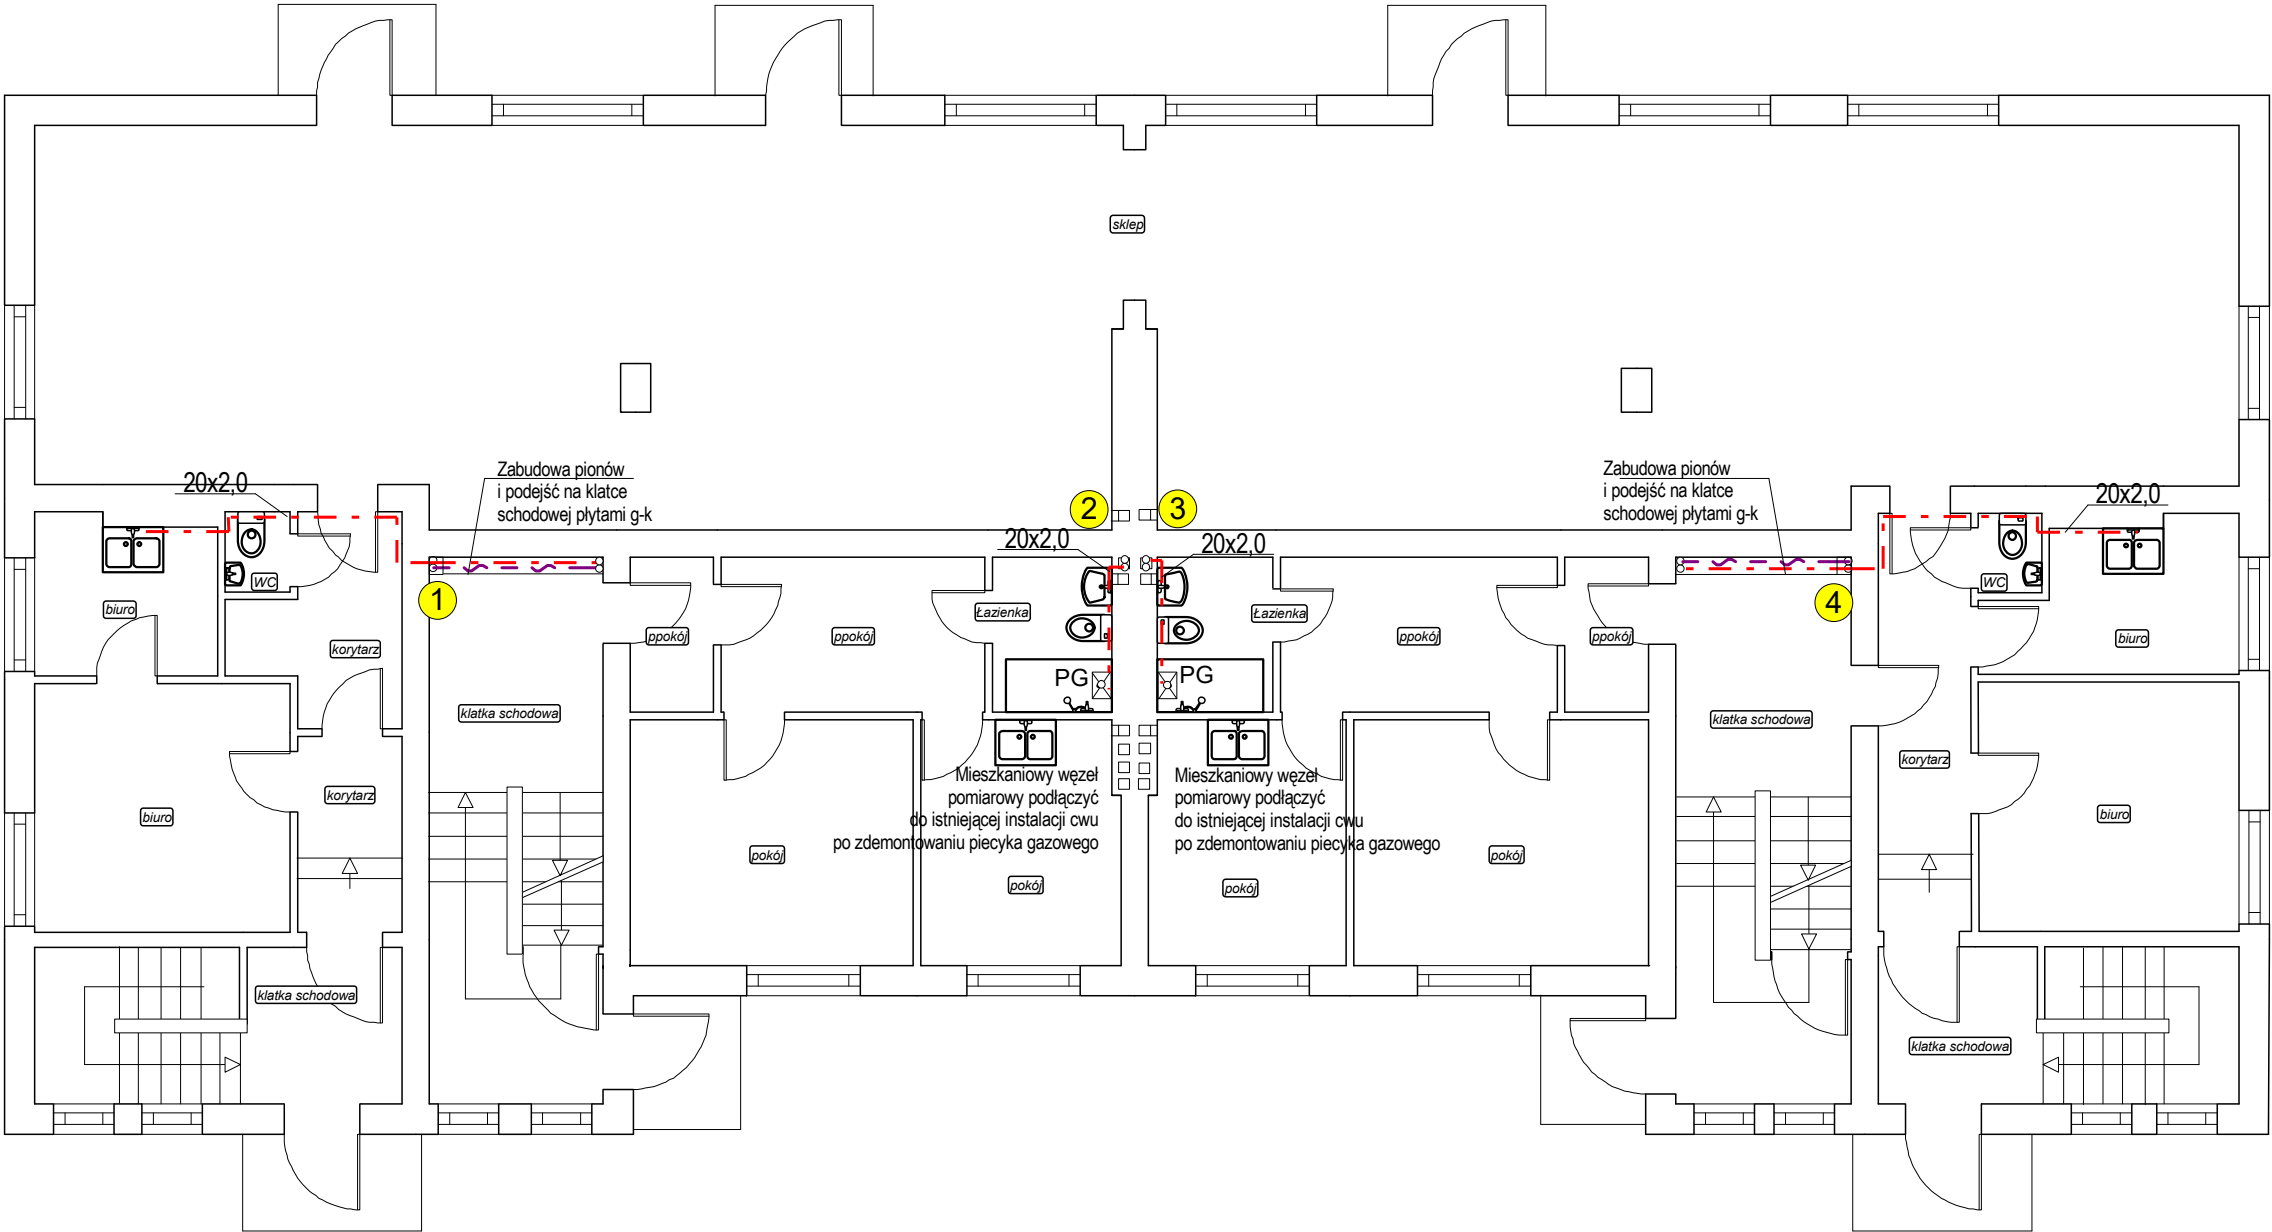 sklep
20x2,0
Zabudowa pionów
i podejść na klatce
schodowej płytami g-k
2
3
20x2,0
20x2,0
Zabudowa pionów
i podejść na klatce
schodowej płytami g-k
20x2,0
WC
biuro
1
korytarz
ppokój
ppokój
Łazienka
Łazienka
ppokój
ppokój
4
WC
biuro
PG
PG
klatka schodowa
klatka schodowa
korytarz
korytarz
biuro
biuro
Mieszkaniowy węzeł
pomiarowy podłączyć
do istniejącej instalacji cwu
po zdemontowaniu piecyka gazowego
Mieszkaniowy węzeł
pomiarowy podłączyć
do istniejącej instalacji cwu
po zdemontowaniu piecyka gazowego
pokój
pokój
pokój
pokój
klatka schodowa
klatka schodowa